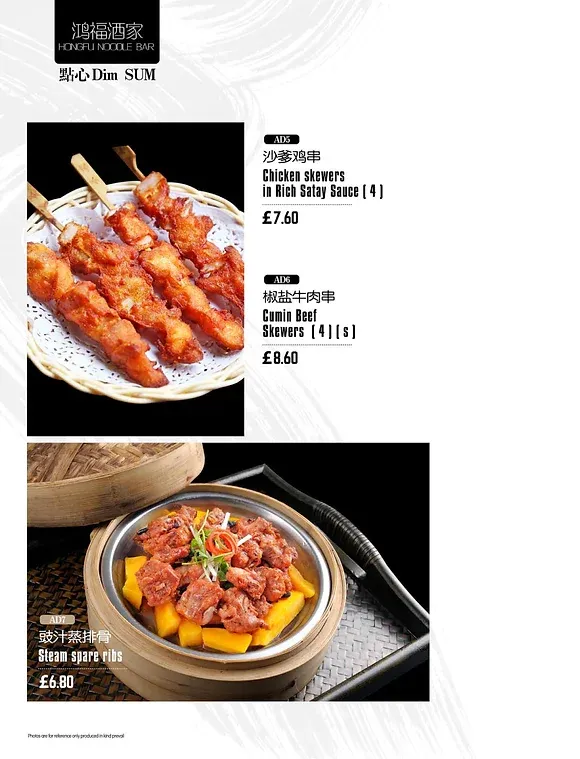 鸿福酒家
HONGFU NOODLE BAR
點心 Dim SUM
AD5
沙爹鸡串
Chicken skewers
in Rich Satay Sauce ( 4 )
£7.60
AD6
椒盐牛肉串
Cumin Beef
Skewers ( 4 ) ( s )
£8.60
AD7
豉汁蒸排骨
Steam spare ribs
£6.80
Photos are for reference only produced in kind prevail